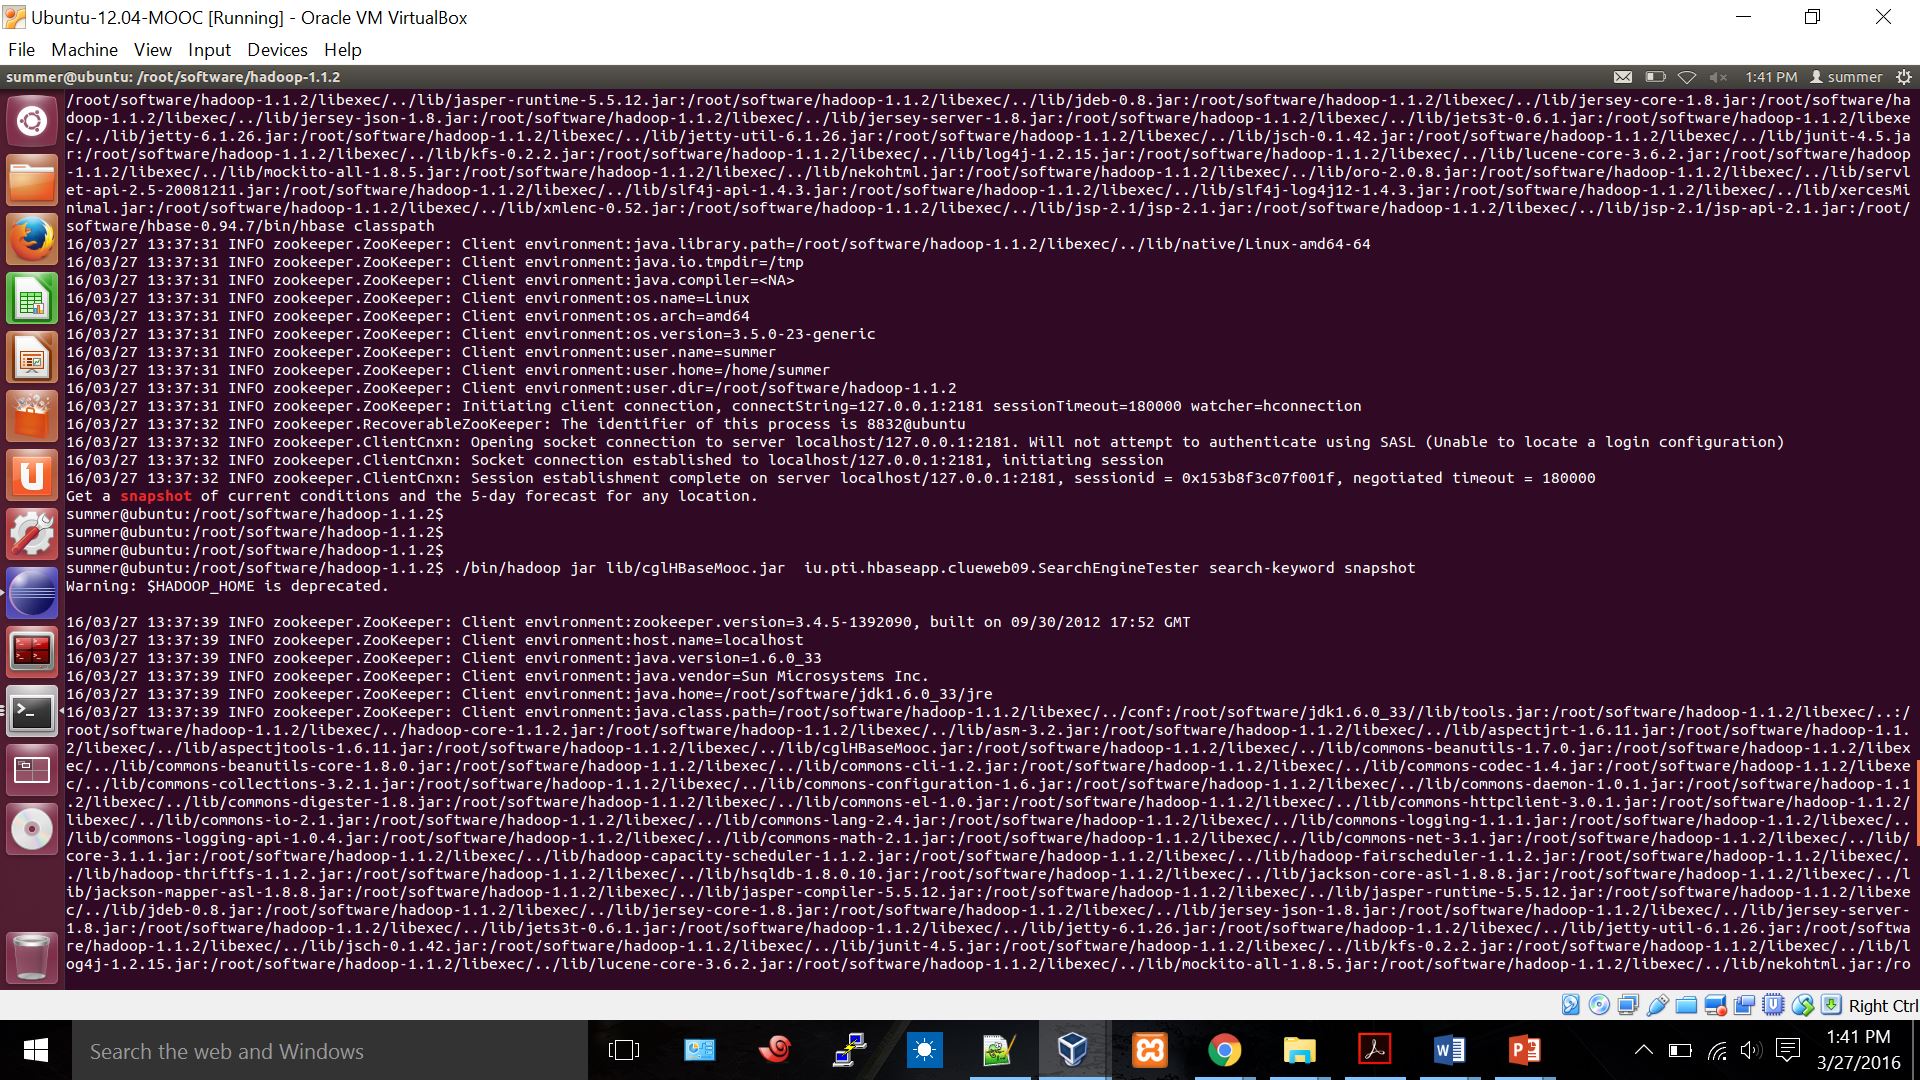 Ubuntu-12.04-MOOC [Running] - Oracle VM VirtualBox
File Machine View Input Devices Help
summer@ubuntu: /root/software/hadoop-1.1.2
1:41 PM summer
/root/software/hadoop-1.1.2/libexec/../lib/jasper-runtime-5.5.12.jar:/root/software/hadoop-1.1.2/libexec/../lib/jdeb-0.8.jar:/root/software/hadoop-1.1.2/libexec/../lib/jersey-core-1.8.jar:/root/software/ha
doop-1.1.2/libexec/../lib/jersey-json-1.8.jar:/root/software/hadoop-1.1.2/libexec/../lib/jersey-server-1.8.jar:/root/software/hadoop-1.1.2/libexec/../lib/jets3t-0.6.1.jar:/root/software/hadoop-1.1.2/libexe
c/../lib/jetty-6.1.26.jar:/root/software/hadoop-1.1.2/libexec/../lib/jetty-util-6.1.26.jar:/root/software/hadoop-1.1.2/libexec/../lib/jsch-0.1.42.jar:/root/software/hadoop-1.1.2/libexec/../lib/junit-4.5.ja
r:/root/software/hadoop-1.1.2/libexec/../lib/kfs-0.2.2.jar:/root/software/hadoop-1.1.2/libexec/../lib/log4j-1.2.15.jar:/root/software/hadoop-1.1.2/libexec/../lib/lucene-core-3.6.2.jar:/root/software/hadoop
-1.1.2/libexec/../lib/mockito-all-1.8.5.jar:/root/software/hadoop-1.1.2/libexec/../lib/nekohtml.jar:/root/software/hadoop-1.1.2/libexec/../lib/oro-2.0.8.jar:/root/software/hadoop-1.1.2/libexec/../lib/servl
et-api-2.5-20081211.jar:/root/software/hadoop-1.1.2/libexec/../lib/slf4j-api-1.4.3.jar:/root/software/hadoop-1.1.2/libexec/../lib/slf4j-log4j12-1.4.3.jar:/root/software/hadoop-1.1.2/libexec/../lib/xercesMi
nimal.jar:/root/software/hadoop-1.1.2/libexec/../lib/xmlenc-0.52.jar:/root/software/hadoop-1.1.2/libexec/../lib/jsp-2.1/jsp-2.1.jar:/root/software/hadoop-1.1.2/libexec/../lib/jsp-2.1/jsp-api-2.1.jar:/root/
software/hbase-0.94.7/bin/hbase classpath
16/03/27 13:37:31 INFO zookeeper.ZooKeeper: Client environment:java.library.path=/root/software/hadoop-1.1.2/libexec/../lib/native/Linux-amd64-64
16/03/27 13:37:31 INFO zookeeper.ZooKeeper: Client environment:java.io.tmpdir=/tmp
16/03/27 13:37:31 INFO zookeeper.ZooKeeper: Client environment:java.compiler=<NA>
16/03/27 13:37:31 INFO zookeeper.ZooKeeper: Client environment:os.name=Linux
16/03/27 13:37:31 INFO zookeeper.ZooKeeper: Client environment:os.arch=amd64
16/03/27 13:37:31 INFO zookeeper.ZooKeeper: Client environment:os.version=3.5.0-23-generic
16/03/27 13:37:31 INFO zookeeper.ZooKeeper: Client environment:user.name=summer
16/03/27 13:37:31 INFO zookeeper.ZooKeeper: Client environment:user.home=/home/summer
16/03/27 13:37:31 INFO zookeeper.ZooKeeper: Client environment:user.dir=/root/software/hadoop-1.1.2
16/03/27 13:37:31 INFO zookeeper.ZooKeeper: Initiating client connection, connectString=127.0.0.1:2181 sessionTimeout=180000 watcher=hconnection
16/03/27 13:37:32 INFO zookeeper.RecoverableZooKeeper: The identifier of this process is 8832@ubuntu
16/03/27 13:37:32 INFO zookeeper.ClientCnxn: Opening socket connection to server localhost/127.0.0.1:2181. Will not attempt to authenticate using SASL (Unable to locate a login configuration)
16/03/27 13:37:32 INFO zookeeper.ClientCnxn: Socket connection established to localhost/127.0.0.1:2181, initiating session
16/03/27 13:37:32 INFO zookeeper.ClientCnxn: Session establishment complete on server localhost/127.0.0.1:2181, sessionid = 0x153b8f3c07f001f, negotiated timeout = 180000
Get a snapshot of current conditions and the 5-day forecast for any location.
summer@ubuntu:/root/software/hadoop-1.1.2$
summer@ubuntu:/root/software/hadoop-1.1.2$
summer@ubuntu:/root/software/hadoop-1.1.2$
summer@ubuntu:/root/software/hadoop-1.1.2$ ./bin/hadoop jar lib/cglHBaseMooc.jar  iu.pti.hbaseapp.clueweb09.SearchEngineTester search-keyword snapshot
Warning: $HADOOP_HOME is deprecated.
16/03/27 13:37:39 INFO zookeeper.ZooKeeper: Client environment:zookeeper.version=3.4.5-1392090, built on 09/30/2012 17:52 GMT
16/03/27 13:37:39 INFO zookeeper.ZooKeeper: Client environment:host.name=localhost
16/03/27 13:37:39 INFO zookeeper.ZooKeeper: Client environment:java.version=1.6.0_33
16/03/27 13:37:39 INFO zookeeper.ZooKeeper: Client environment:java.vendor=Sun Microsystems Inc.
16/03/27 13:37:39 INFO zookeeper.ZooKeeper: Client environment:java.home=/root/software/jdk1.6.0_33/jre
16/03/27 13:37:39 INFO zookeeper.ZooKeeper: Client environment:java.class.path=/root/software/hadoop-1.1.2/libexec/../conf:/root/software/jdk1.6.0_33//lib/tools.jar:/root/software/hadoop-1.1.2/libexec/..:/
root/software/hadoop-1.1.2/libexec/../hadoop-core-1.1.2.jar:/root/software/hadoop-1.1.2/libexec/../lib/asm-3.2.jar:/root/software/hadoop-1.1.2/libexec/../lib/aspectjrt-1.6.11.jar:/root/software/hadoop-1.1.
2/libexec/../lib/aspectjtools-1.6.11.jar:/root/software/hadoop-1.1.2/libexec/../lib/cglHBaseMooc.jar:/root/software/hadoop-1.1.2/libexec/../lib/commons-beanutils-1.7.0.jar:/root/software/hadoop-1.1.2/libex
ec/../lib/commons-beanutils-core-1.8.0.jar:/root/software/hadoop-1.1.2/libexec/../lib/commons-cli-1.2.jar:/root/software/hadoop-1.1.2/libexec/../lib/commons-codec-1.4.jar:/root/software/hadoop-1.1.2/libexe
c/../lib/commons-collections-3.2.1.jar:/root/software/hadoop-1.1.2/libexec/../lib/commons-configuration-1.6.jar:/root/software/hadoop-1.1.2/libexec/../lib/commons-daemon-1.0.1.jar:/root/software/hadoop-1.1
.2/libexec/../lib/commons-digester-1.8.jar:/root/software/hadoop-1.1.2/libexec/../lib/commons-el-1.0.jar:/root/software/hadoop-1.1.2/libexec/../lib/commons-httpclient-3.0.1.jar:/root/software/hadoop-1.1.2/
libexec/../lib/commons-io-2.1.jar:/root/software/hadoop-1.1.2/libexec/../lib/commons-lang-2.4.jar:/root/software/hadoop-1.1.2/libexec/../lib/commons-logging-1.1.1.jar:/root/software/hadoop-1.1.2/libexec/..
/lib/commons-logging-api-1.0.4.jar:/root/software/hadoop-1.1.2/libexec/../lib/commons-math-2.1.jar:/root/software/hadoop-1.1.2/libexec/../lib/commons-net-3.1.jar:/root/software/hadoop-1.1.2/libexec/../lib/
core-3.1.1.jar:/root/software/hadoop-1.1.2/libexec/../lib/hadoop-capacity-scheduler-1.1.2.jar:/root/software/hadoop-1.1.2/libexec/../lib/hadoop-fairscheduler-1.1.2.jar:/root/software/hadoop-1.1.2/libexec/.
./lib/hadoop-thriftfs-1.1.2.jar:/root/software/hadoop-1.1.2/libexec/../lib/hsqldb-1.8.0.10.jar:/root/software/hadoop-1.1.2/libexec/../lib/jackson-core-asl-1.8.8.jar:/root/software/hadoop-1.1.2/libexec/../l
ib/jackson-mapper-asl-1.8.8.jar:/root/software/hadoop-1.1.2/libexec/../lib/jasper-compiler-5.5.12.jar:/root/software/hadoop-1.1.2/libexec/../lib/jasper-runtime-5.5.12.jar:/root/software/hadoop-1.1.2/libexe
c/../lib/jdeb-0.8.jar:/root/software/hadoop-1.1.2/libexec/../lib/jersey-core-1.8.jar:/root/software/hadoop-1.1.2/libexec/../lib/jersey-json-1.8.jar:/root/software/hadoop-1.1.2/libexec/../lib/jersey-server-
1.8.jar:/root/software/hadoop-1.1.2/libexec/../lib/jets3t-0.6.1.jar:/root/software/hadoop-1.1.2/libexec/../lib/jetty-6.1.26.jar:/root/software/hadoop-1.1.2/libexec/../lib/jetty-util-6.1.26.jar:/root/softwa
re/hadoop-1.1.2/libexec/../lib/jsch-0.1.42.jar:/root/software/hadoop-1.1.2/libexec/../lib/junit-4.5.jar:/root/software/hadoop-1.1.2/libexec/../lib/kfs-0.2.2.jar:/root/software/hadoop-1.1.2/libexec/../lib/l
og4j-1.2.15.jar:/root/software/hadoop-1.1.2/libexec/../lib/lucene-core-3.6.2.jar:/root/software/hadoop-1.1.2/libexec/../lib/mockito-all-1.8.5.jar:/root/software/hadoop-1.1.2/libexec/../lib/nekohtml.jar:/ro
Right Ctrl
Search the web and Windows
1:41 PM
3/27/2016